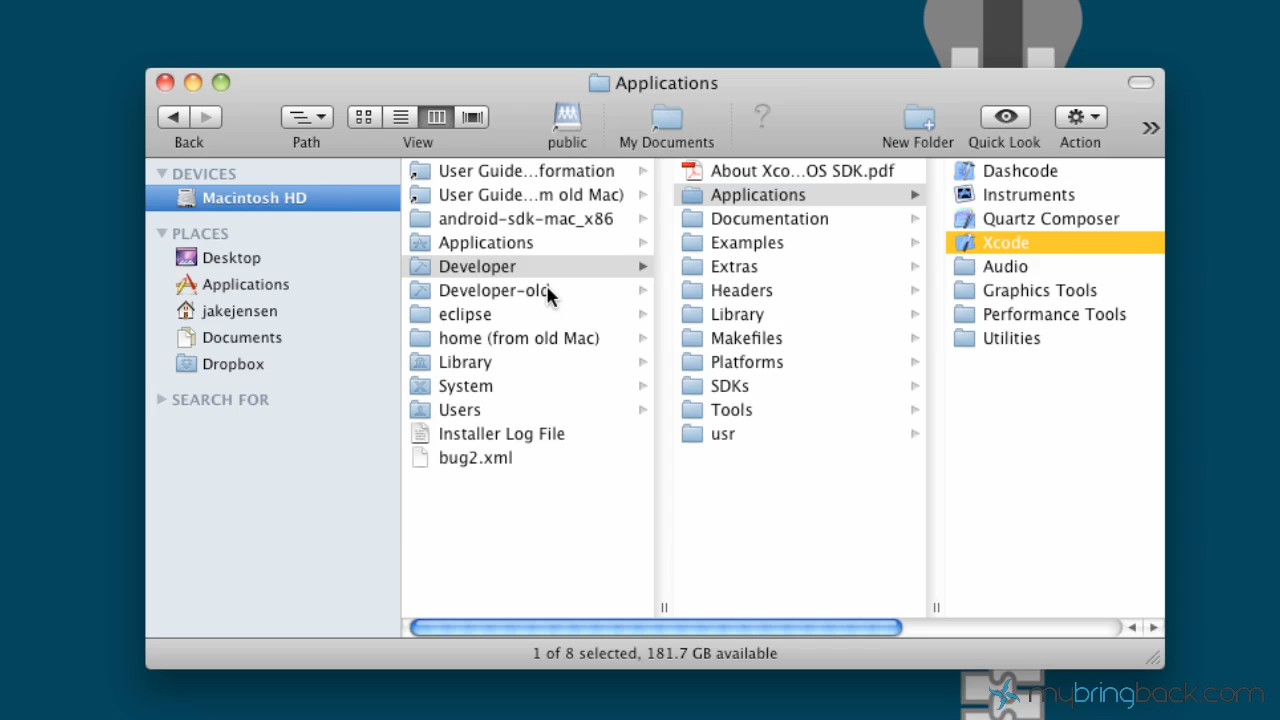 Applications
Back
Path
View
public
My Documents
?
New Folder
Quick Look
Action
»
DEVICES
Macintosh HD
PLACES
Desktop
Applications
jakejensen
Documents
Dropbox
SEARCH FOR
User Guide...formation
User Guide...m old Mac)
android-sdk-mac_x86
Applications
Developer
Developer-old
eclipse
home (from old Mac)
Library
System
Users
Installer Log File
bug2.xml
About Xco...OS SDK.pdf
Applications
Documentation
Examples
Extras
Headers
Library
Makefiles
Platforms
SDKs
Tools
usr
Dashcode
Instruments
Quartz Composer
Xcode
Audio
Graphics Tools
Performance Tools
Utilities
1 of 8 selected, 181.7 GB available
mybringback.com